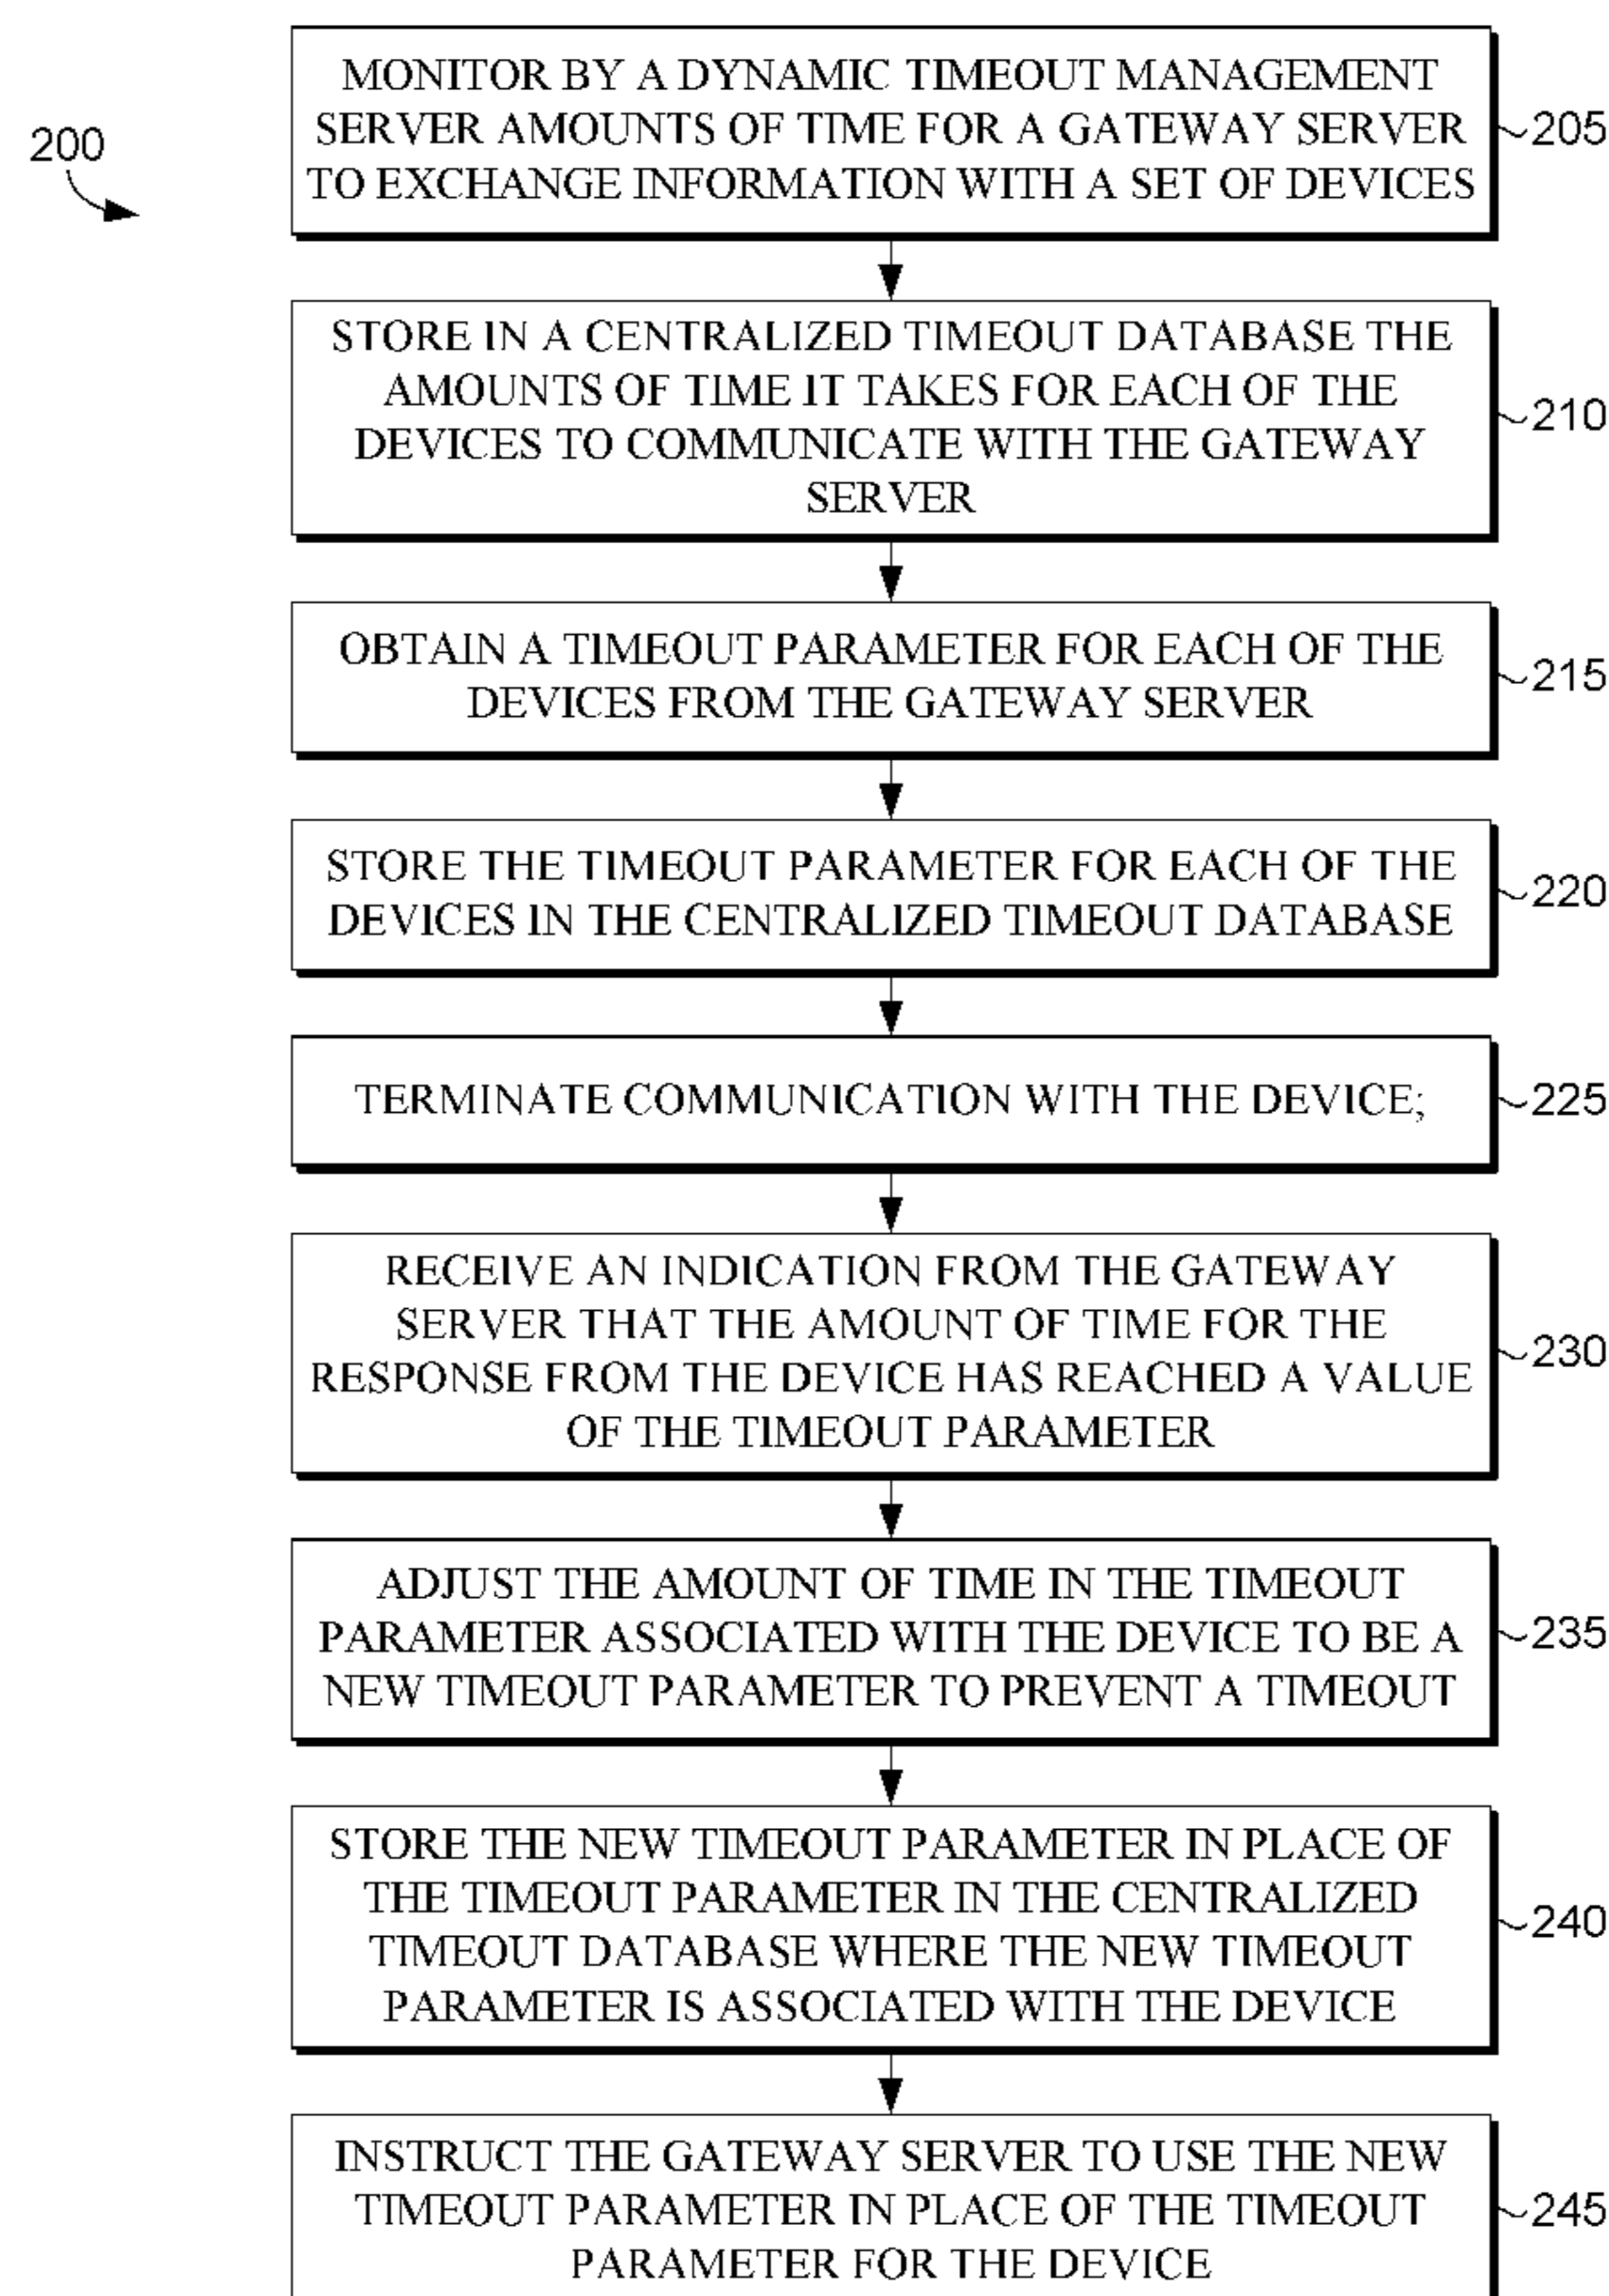 200
MONITOR BY A DYNAMIC TIMEOUT MANAGEMENT
SERVER AMOUNTS OF TIME FOR A GATEWAY SERVER
TO EXCHANGE INFORMATION WITH A SET OF DEVICES
205
STORE IN A CENTRALIZED TIMEOUT DATABASE THE
AMOUNTS OF TIME IT TAKES FOR EACH OF THE
DEVICES TO COMMUNICATE WITH THE GATEWAY
SERVER
210
OBTAIN A TIMEOUT PARAMETER FOR EACH OF THE
DEVICES FROM THE GATEWAY SERVER
215
STORE THE TIMEOUT PARAMETER FOR EACH OF THE
DEVICES IN THE CENTRALIZED TIMEOUT DATABASE
220
TERMINATE COMMUNICATION WITH THE DEVICE;
225
RECEIVE AN INDICATION FROM THE GATEWAY
SERVER THAT THE AMOUNT OF TIME FOR THE
RESPONSE FROM THE DEVICE HAS REACHED A VALUE
OF THE TIMEOUT PARAMETER
230
ADJUST THE AMOUNT OF TIME IN THE TIMEOUT
PARAMETER ASSOCIATED WITH THE DEVICE TO BE A
NEW TIMEOUT PARAMETER TO PREVENT A TIMEOUT
235
STORE THE NEW TIMEOUT PARAMETER IN PLACE OF
THE TIMEOUT PARAMETER IN THE CENTRALIZED
TIMEOUT DATABASE WHERE THE NEW TIMEOUT
PARAMETER IS ASSOCIATED WITH THE DEVICE
240
INSTRUCT THE GATEWAY SERVER TO USE THE NEW
TIMEOUT PARAMETER IN PLACE OF THE TIMEOUT
PARAMETER FOR THE DEVICE
245